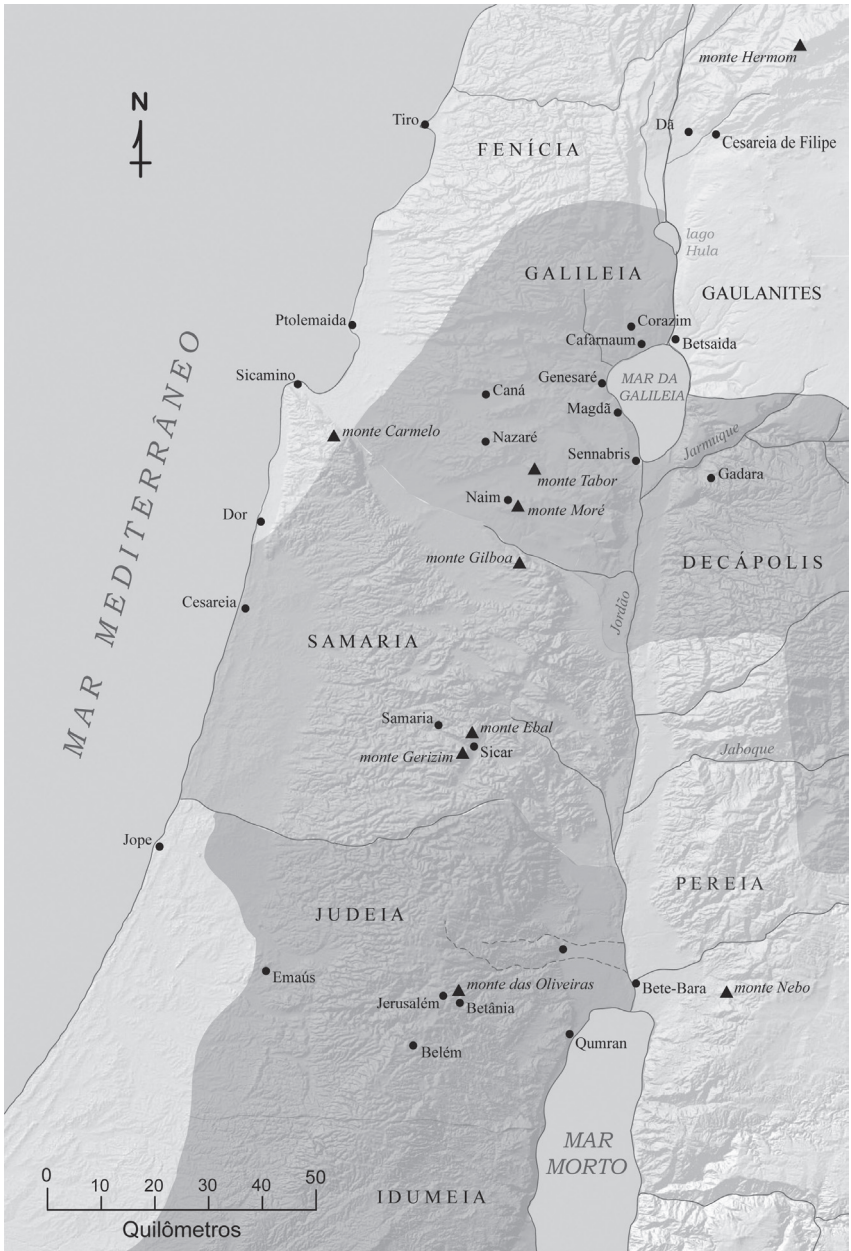 monte Hermom
N
Tiro
Dã
FENÍCIA
Cesareia de Filipe
lago
Hula
GALILEIA
GAULANITES
Ptolemaida
Corazim
Cafarnaum
Betsaida
Sicamino
Genesaré
MAR DA
GALILEIA
Caná
Magdã
monte Carmelo
Nazaré
Jarmuque
Sennabris
monte Tabor
Gadara
Naim
monte Moré
Dor
monte Gilboa
DECÁPOLIS
MAR MEDITERRÂNEO
Cesareia
Jordão
SAMARIA
Samaria
monte Ebal
Sicar
monte Gerizim
Jaboque
Jope
PEREIA
JUDEIA
Emaús
monte das Oliveiras
Bete-Bara
monte Nebo
Jerusalém
Betânia
Belém
Qumran
MAR
MORTO
0 10 20 30 40 50
Quilômetros
IDUMEIA